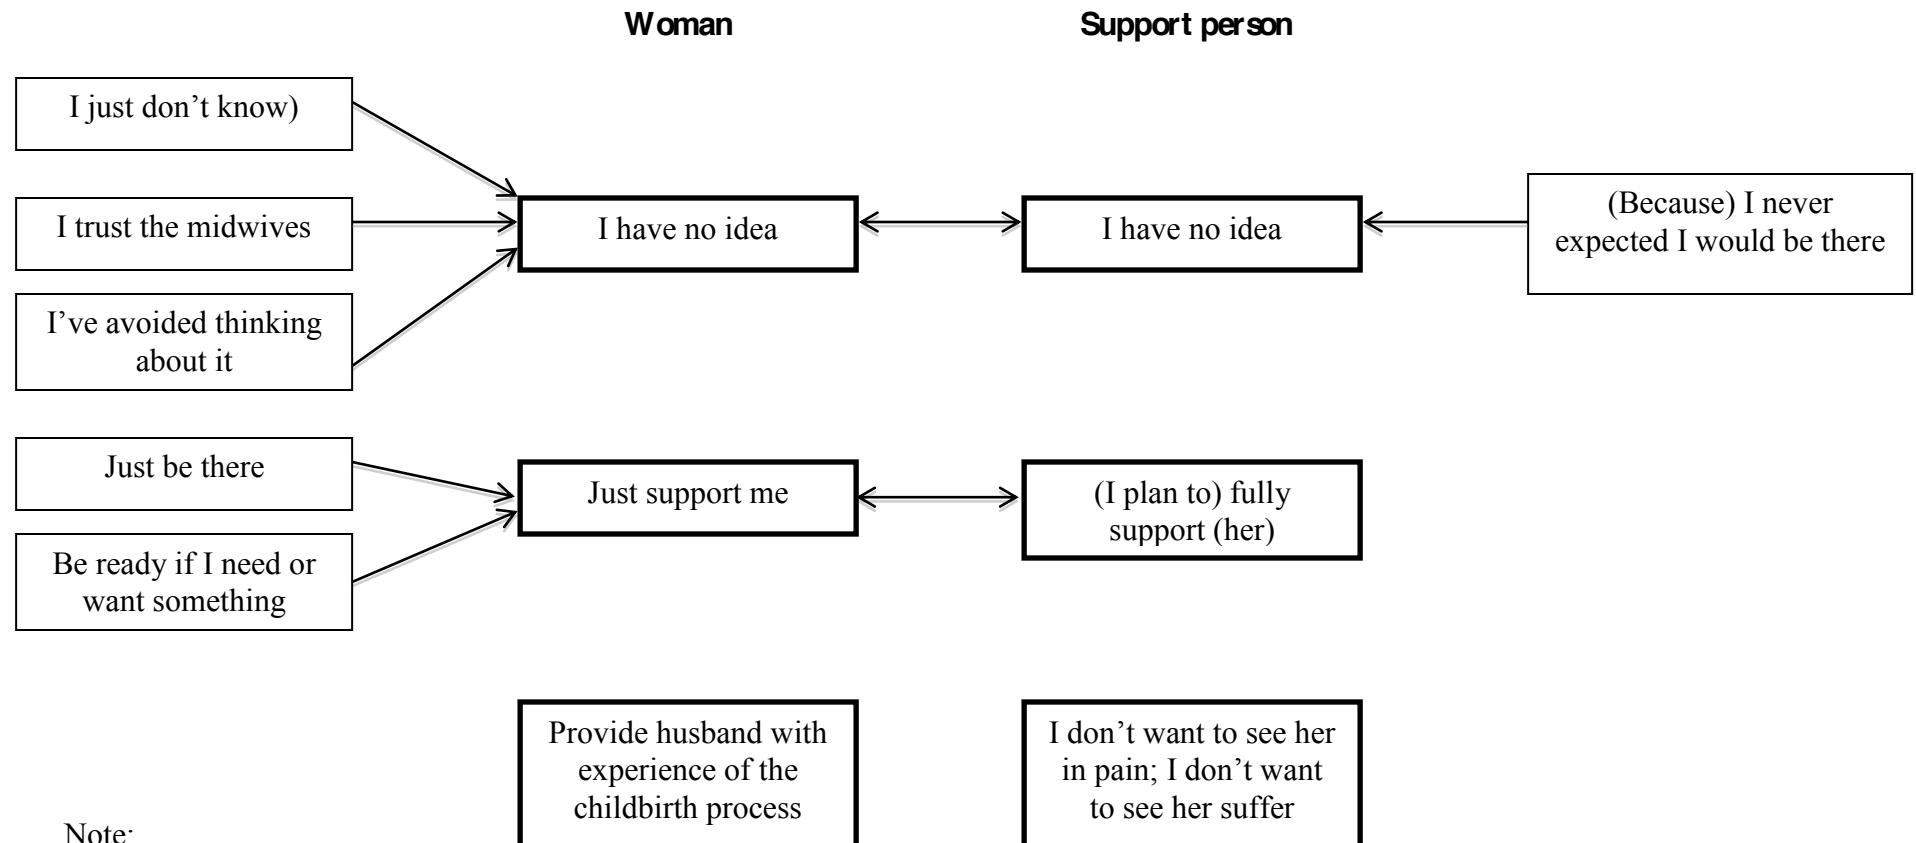 Woman
Support person
I just don’t know)
I trust the midwives
I’ve avoided thinking
about it
I have no idea
I have no idea
(Because) I never
expected I would be there
Just be there
Be ready if I need or
want something
Just support me
(I plan to) fully
support (her)
Provide husband with
experience of the
childbirth process
I don’t want to see her
in pain; I don’t want
to see her suffer
Note: